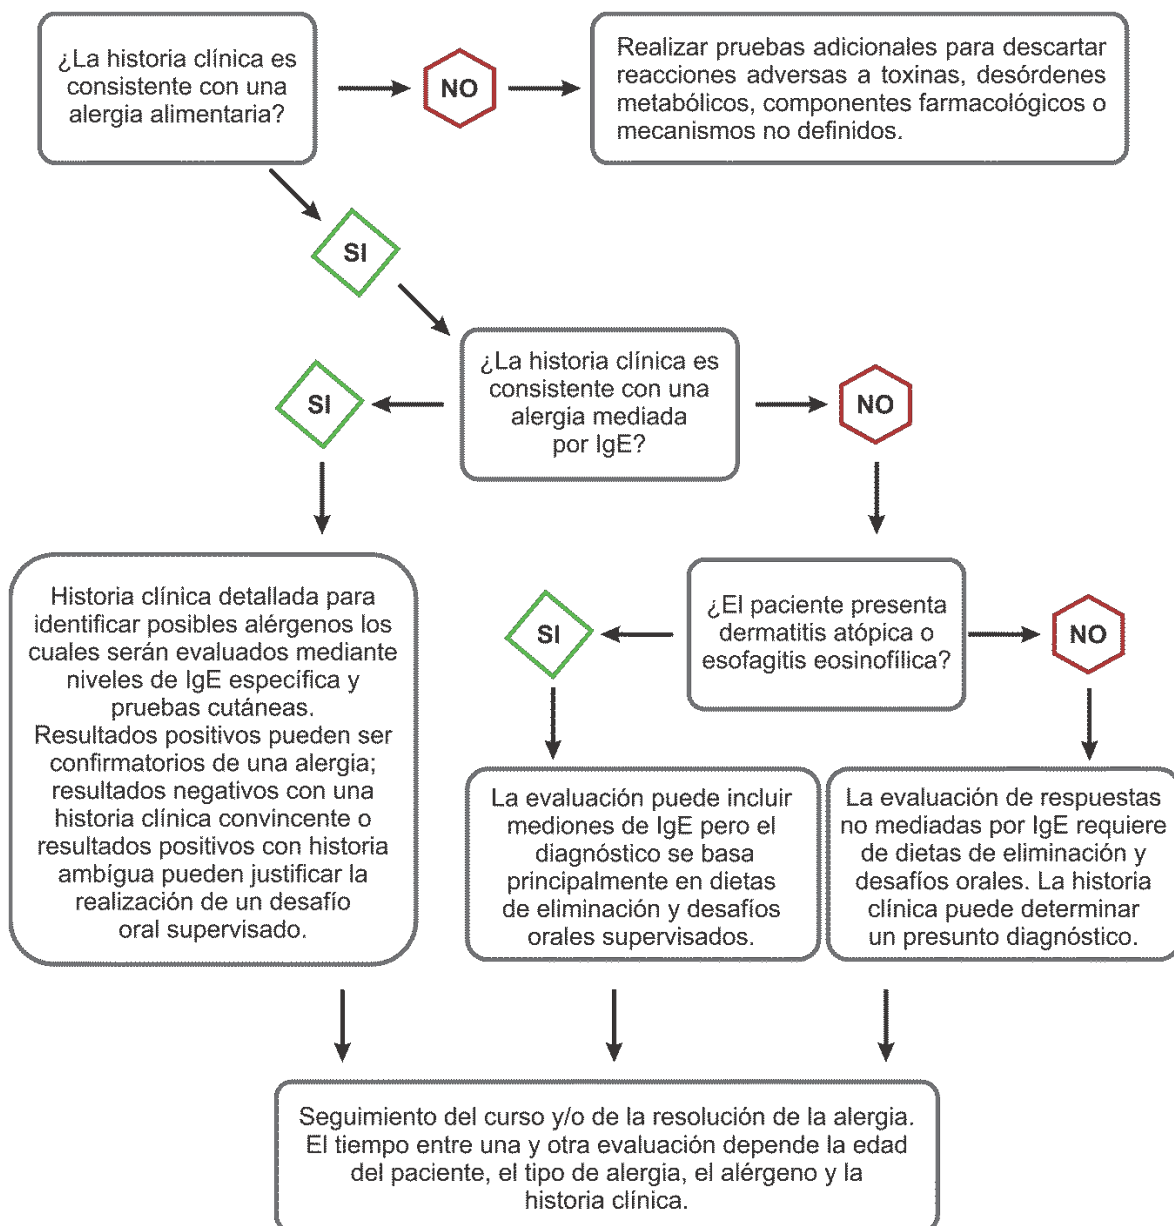 ¿La historia clínica es
consistente con una
alergia alimentaria?
NO
Realizar pruebas adicionales para descartar
reacciones adversas a toxinas, desórdenes
metabólicos, componentes farmacológicos o
mecanismos no definidos.
SI
¿La historia clínica es
consistente con una
alergia mediada
por IgE?
SI
NO
Historia clínica detallada para
identificar posibles alérgenos los
cuales serán evaluados mediante
niveles de IgE específica y
pruebas cutáneas.
Resultados positivos pueden ser
confirmatorios de una alergia;
resultados negativos con una
historia clínica convincente o
resultados positivos con historia
ambígua pueden justificar la
realización de un desafío
oral supervisado.
¿El paciente presenta
dermatitis atópica o
esofagitis eosinofílica?
SI
NO
La evaluación puede incluir
mediones de IgE pero el
diagnóstico se basa
principalmente en dietas
de eliminación y desafíos
orales supervisados.
La evaluación de respuestas
no mediadas por IgE requiere
de dietas de eliminación y
desafíos orales. La historia
clínica puede determinar
un presunto diagnóstico.
Seguimiento del curso y/o de la resolución de la alergia.
El tiempo entre una y otra evaluación depende la edad
del paciente, el tipo de alergia, el alérgeno y la
historia clínica.